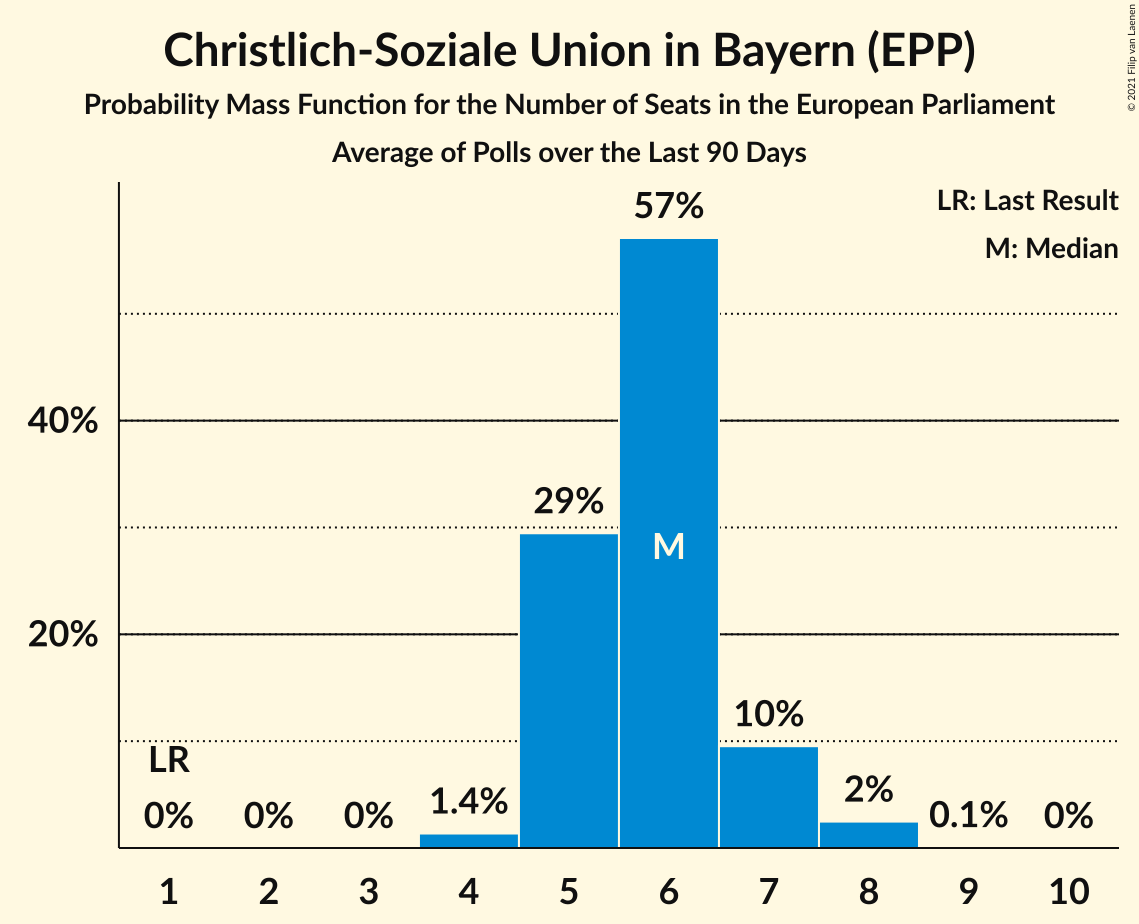 Christlich-Soziale Union in Bayern (EPP)
Probability Mass Function for the Number of Seats in the European Parliament
Average of Polls over the Last 90 Days
© 2021 Filip van Laenen
LR: Last Result
M: Median
57%
40%
29%
M
20%
10%
LR
0%
0%
0%
1.4%
2%
0.1%
0%
1 2 3 4 5 6 7 8 9 10